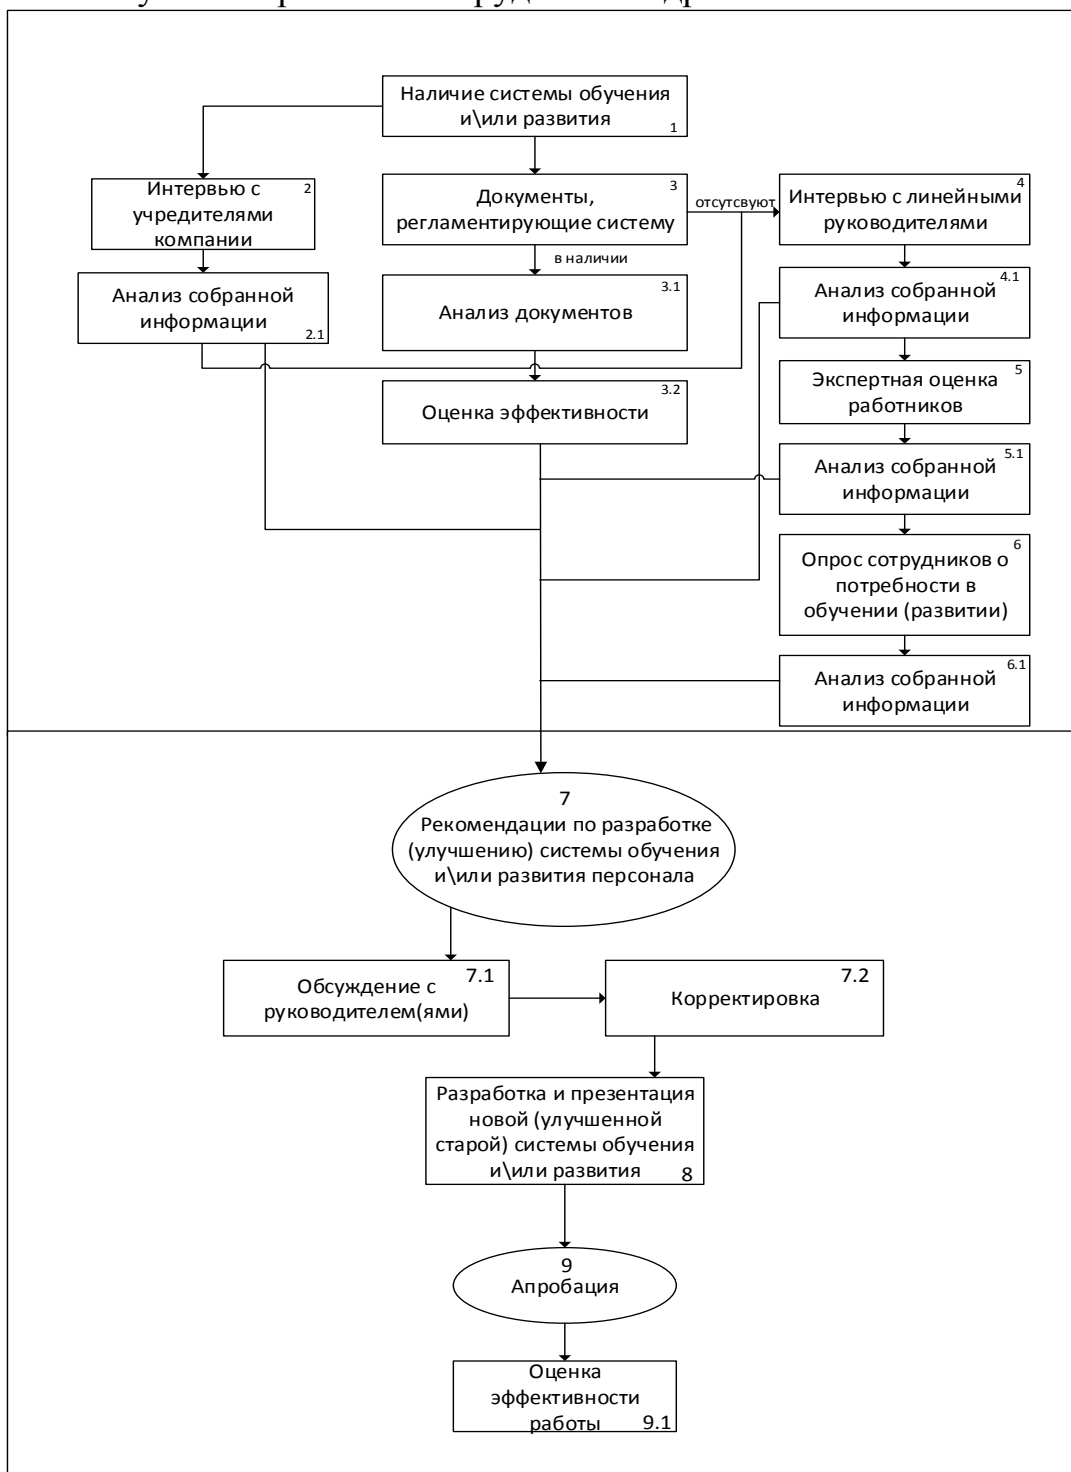 Наличие системы обучения
и\или развития
1
2
Интервью с
учредителями
компании
3
Документы,
регламентирующие систему
отсутсвуют
4
Интервью с линейными
руководителями
в наличии
Анализ собранной
информации
2.1
3.1
Анализ документов
4.1
Анализ собранной
информации
3.2
Оценка эффективности
5
Экспертная оценка
работников
5.1
Анализ собранной
информации
6
Опрос сотрудников о
потребности в
обучении (развитии)
6.1
Анализ собранной
информации
7
Рекомендации по разработке
(улучшению) системы обучения
и\или развития персонала
7.1
Обсуждение с
руководителем(ями)
7.2
Корректировка
Разработка и презентация
новой (улучшенной
старой) системы обучения
и\или развития
8
9
Апробация
Оценка
эффективности
работы
9.1